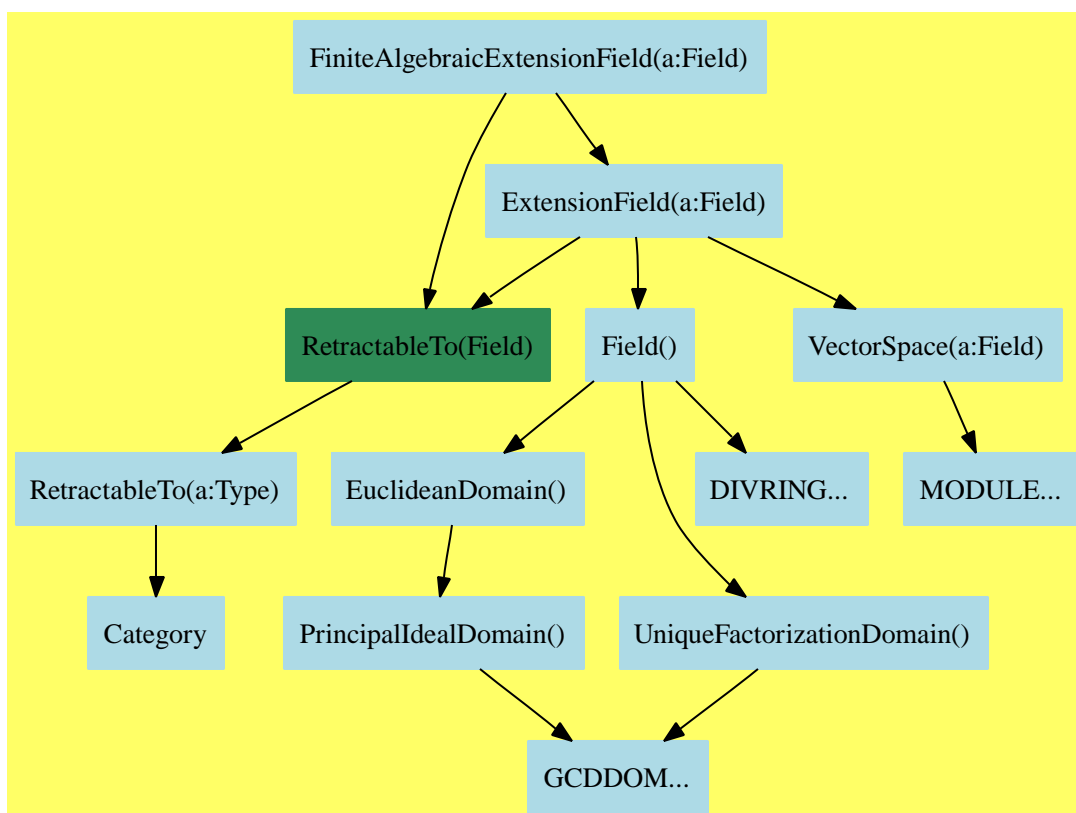 FiniteAlgebraicExtensionField(a:Field)
ExtensionField(a:Field)
RetractableTo(Field)
Field()
VectorSpace(a:Field)
RetractableTo(a:Type)
EuclideanDomain()
DIVRING...
MODULE...
Category
PrincipalIdealDomain()
UniqueFactorizationDomain()
GCDDOM...